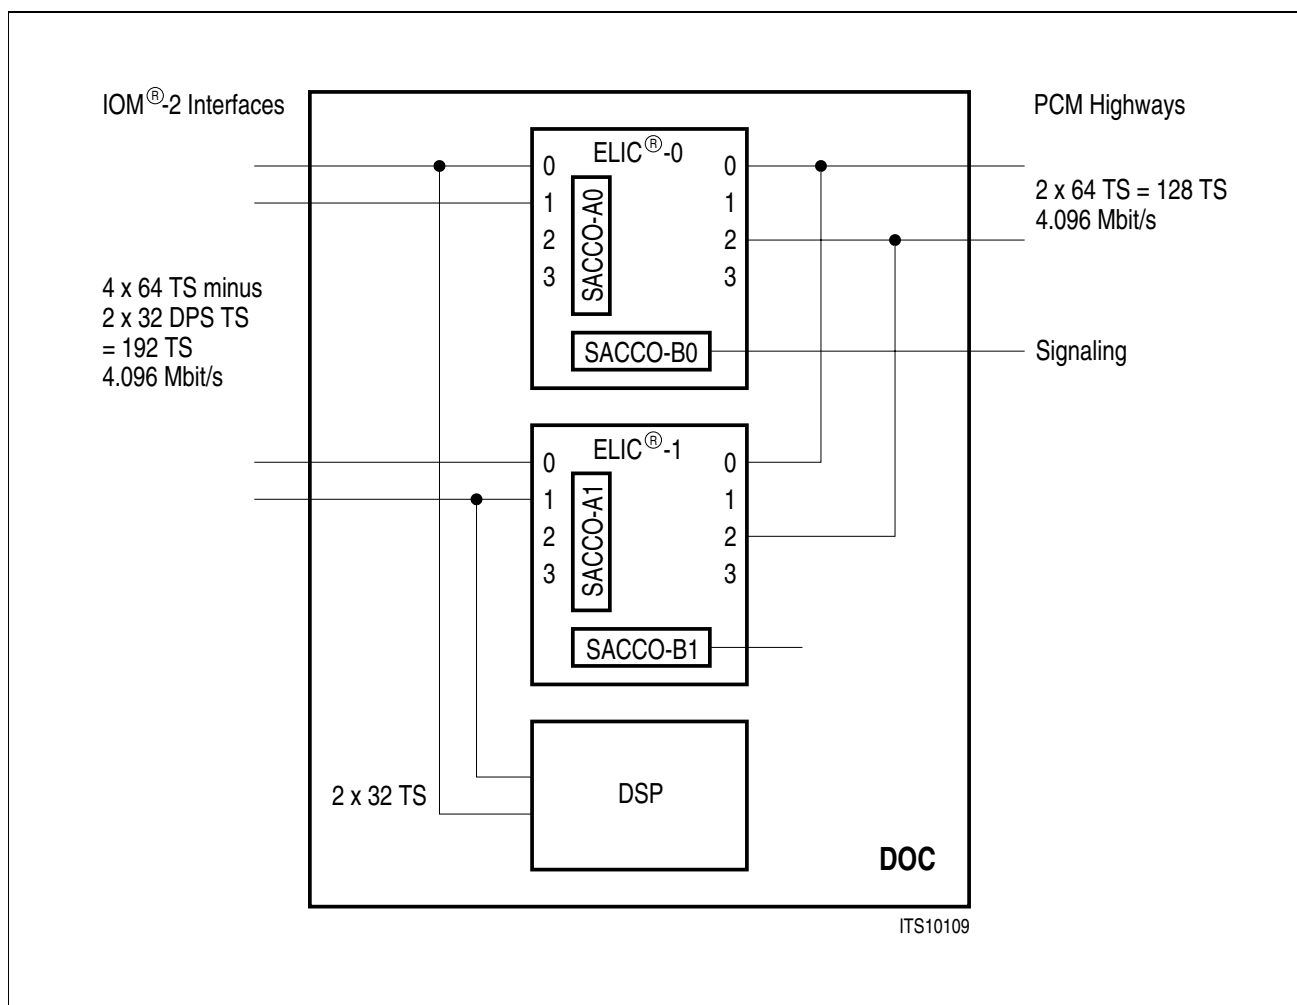 IOM®-2 Interfaces
PCM Highways
ELIC®-0
0
1
2
3
SACCO-A0
0
1
2
3
SACCO-B0
2 x 64 TS = 128 TS
4.096 Mbit/s
Signaling
4 x 64 TS minus
2 x 32 DPS TS
= 192 TS
4.096 Mbit/s
ELIC®-1
0
1
2
3
SACCO-A1
0
1
2
3
SACCO-B1
2 x 32 TS
DSP
DOC
ITS10109